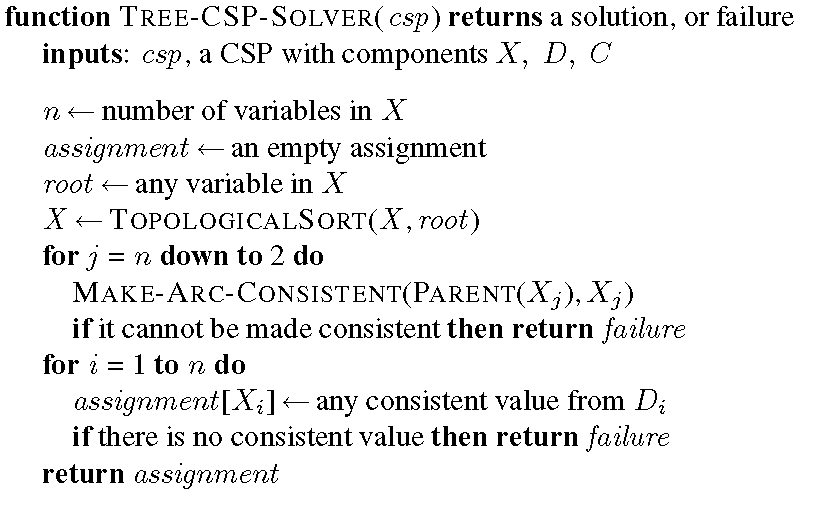 function TREE-CSP-SOLVER(csp) returns a solution, or failure
inputs: csp, a CSP with components X, D, C
n ← number of variables in X
assignment ← an empty assignment
root ← any variable in X
X ← TOPOLOGICALSORT(X, root)
for j = n down to 2 do
MAKE-ARC-CONSISTENT(PARENT(Xj), Xj)
if it cannot be made consistent then return failure
for i = 1 to n do
assignment[Xi] ← any consistent value from Di
if there is no consistent value then return failure
return assignment